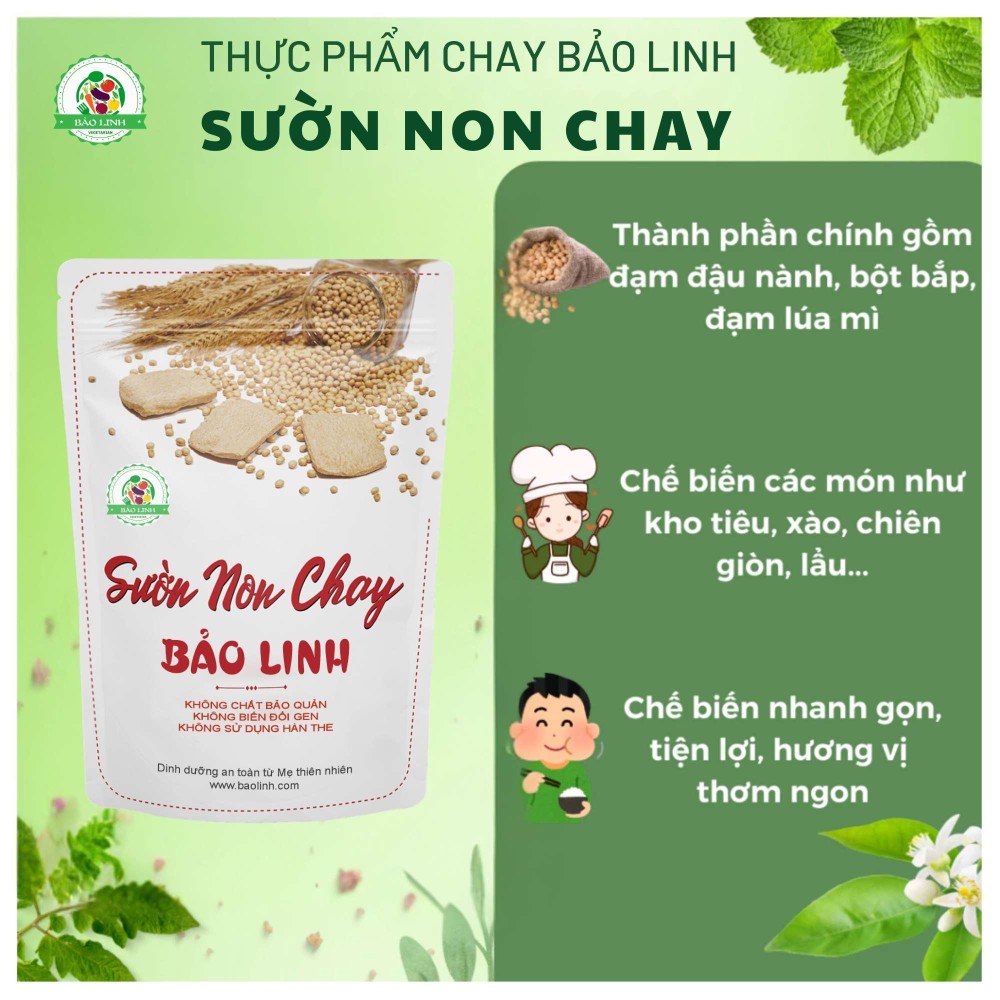 BẢO LINH
VEGETARIAN
THỰC PHẨM CHAY BẢO LINH
SƯỜN NON CHAY
Thành phần chính gồm
đạm đậu nành, bột bắp,
đạm lúa mì
Chế biến các món như
kho tiêu, xào, chiên
giòn, lẩu...
Chế biến nhanh gọn,
tiện lợi, hương vị
thơm ngon
BẢO LINH
Sườn Non Chay
BẢO LINH
KHÔNG CHẤT BẢO QUẢN
KHÔNG BIẾN ĐỔI GEN
KHÔNG SỬ DỤNG HÀN THE
Dinh dưỡng an toàn từ Mẹ thiên nhiên
www.baolinh.com